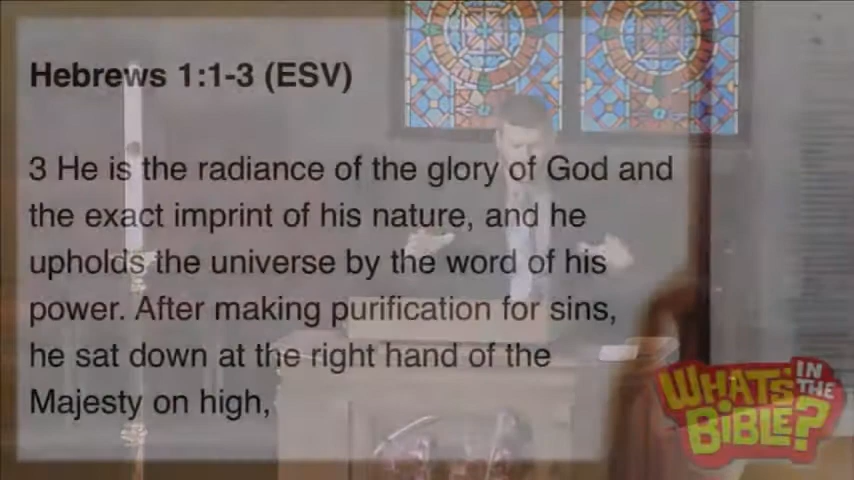 Hebrews 1:1-3 (ESV)
3 He is the radiance of the glory of God and
the exact imprint of his nature, and he
upholds the universe by the word of his
power. After making purification for sins,
he sat down at the right hand of the
Majesty on high,
WHAT'S IN THE BiBLE?